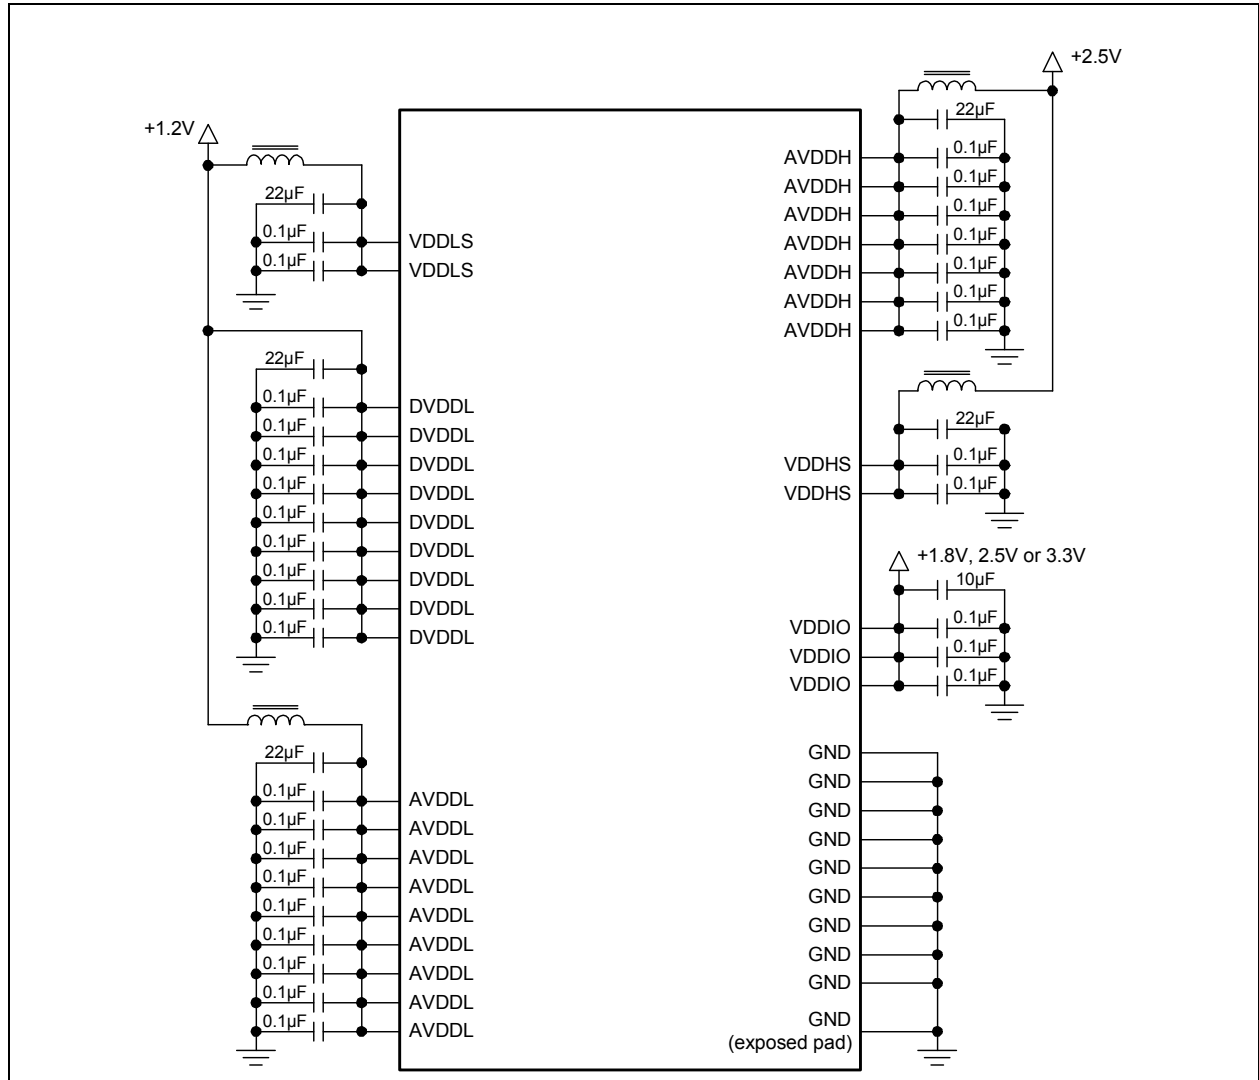 +1.2V
22µF
0.1µF
VDDLS
0.1µF
VDDLS
22µF
0.1µF
DVDDL
0.1µF
DVDDL
0.1µF
DVDDL
0.1µF
DVDDL
0.1µF
DVDDL
0.1µF
DVDDL
0.1µF
DVDDL
0.1µF
DVDDL
0.1µF
DVDDL
22µF
0.1µF
AVDDL
0.1µF
AVDDL
0.1µF
AVDDL
0.1µF
AVDDL
0.1µF
AVDDL
0.1µF
AVDDL
0.1µF
AVDDL
0.1µF
AVDDL
0.1µF
AVDDL
+2.5V
22µF
AVDDH
0.1µF
AVDDH
0.1µF
AVDDH
0.1µF
AVDDH
0.1µF
AVDDH
0.1µF
AVDDH
0.1µF
AVDDH
0.1µF
22µF
VDDHS
0.1µF
VDDHS
0.1µF
+1.8V, 2.5V or 3.3V
10µF
VDDIO
0.1µF
VDDIO
0.1µF
VDDIO
0.1µF
GND
GND
GND
GND
GND
GND
GND
GND
GND
GND
(exposed pad)